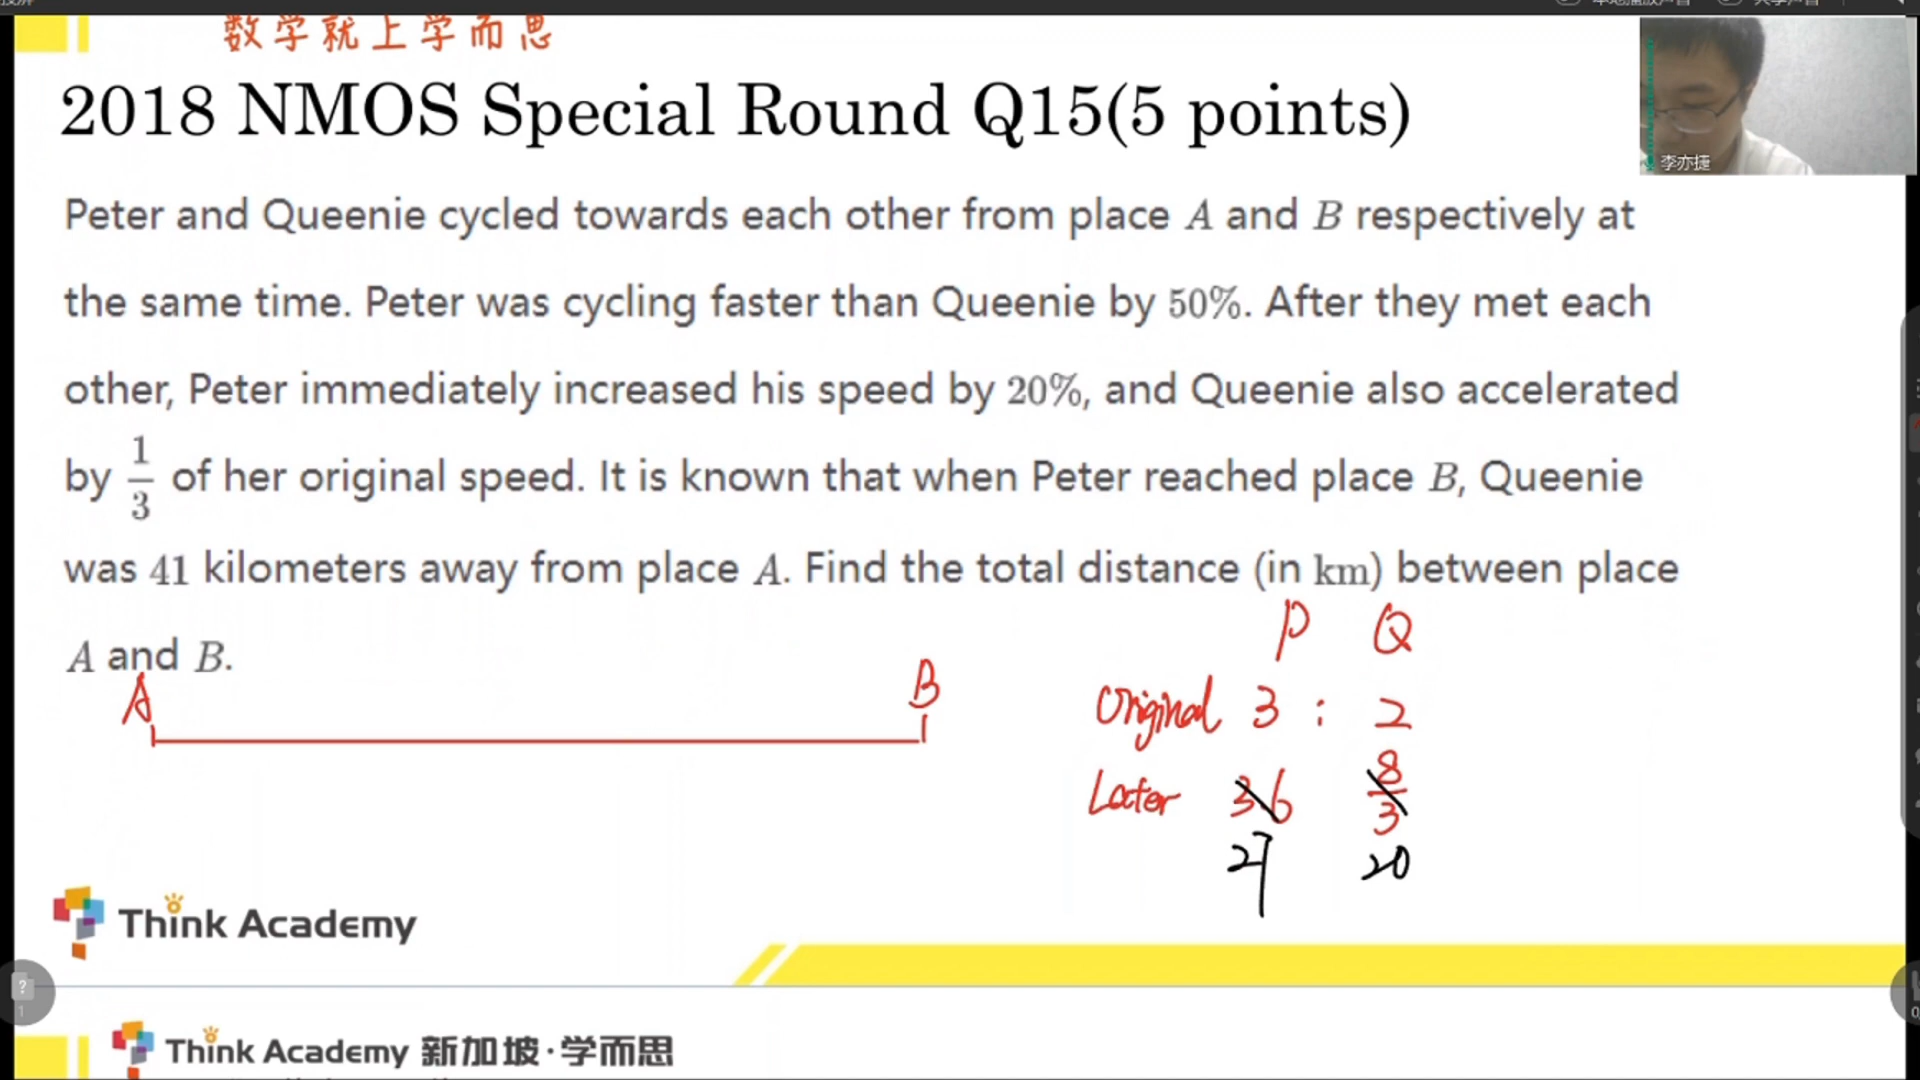 数学就上学而思
2018 NMOS Special Round Q15(5 points)
李亦捷
Peter and Queenie cycled towards each other from place A and B respectively at
the same time. Peter was cycling faster than Queenie by 50%. After they met each
other, Peter immediately increased his speed by 20%, and Queenie also accelerated
by 1/3 of her original speed. It is known that when Peter reached place B, Queenie
was 41 kilometers away from place A. Find the total distance (in km) between place
A and B.
A B
P Q
Original 3 : 2
Later 3.6 8/3
27 20
Think Academy
?
1
Think Academy 新加坡·学而思